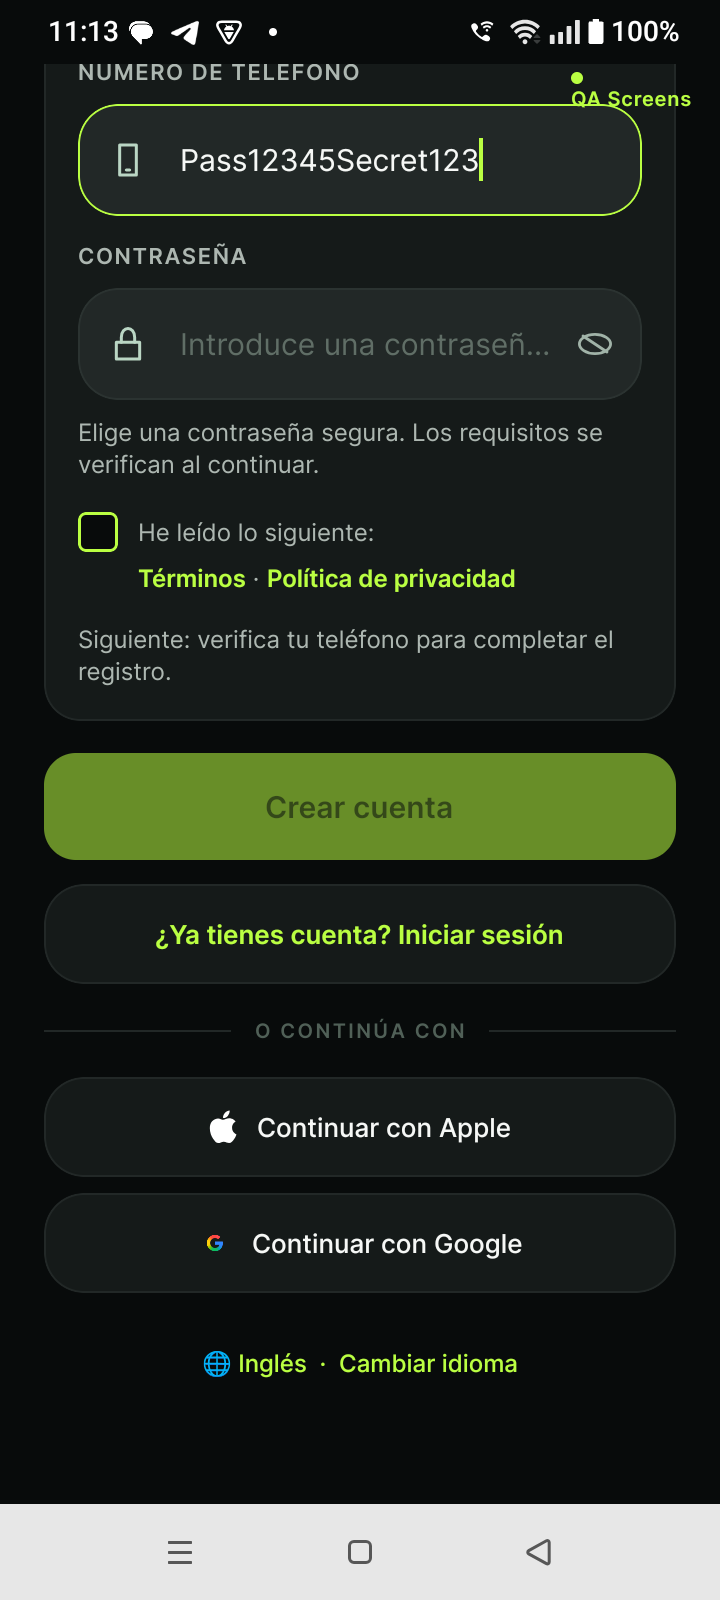 11:13
100%
NÚMERO DE TELÉFONO
QA Screens
Pass12345Secret123
CONTRASEÑA
Introduce una contraseñ...
Elige una contraseña segura. Los requisitos se
verifican al continuar.
He leído lo siguiente:
Términos · Política de privacidad
Siguiente: verifica tu teléfono para completar el
registro.
Crear cuenta
¿Ya tienes cuenta? Iniciar sesión
O CONTINÚA CON
Continuar con Apple
Continuar con Google
Inglés · Cambiar idioma